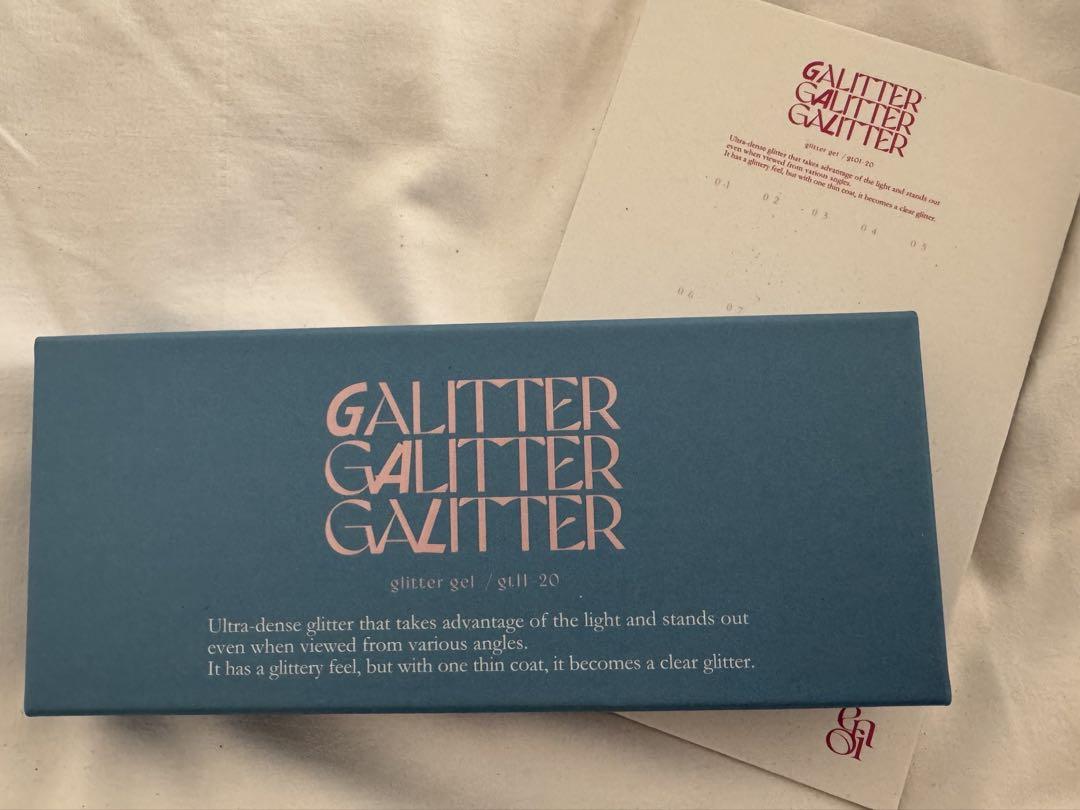 GALITTER
GALITTER
GALITTER
glitter gel / gt01-20
Ultra-dense glitter that takes advantage of the light and stands out
even when viewed from various angles.
It has a glittery feel, but with one thin coat, it becomes a clear glitter.
01 02 03 04 05
06 07
GALITTER
GALITTER
GALITTER
glitter gel / gt11-20
Ultra-dense glitter that takes advantage of the light and stands out
even when viewed from various angles.
It has a glittery feel, but with one thin coat, it becomes a clear glitter.